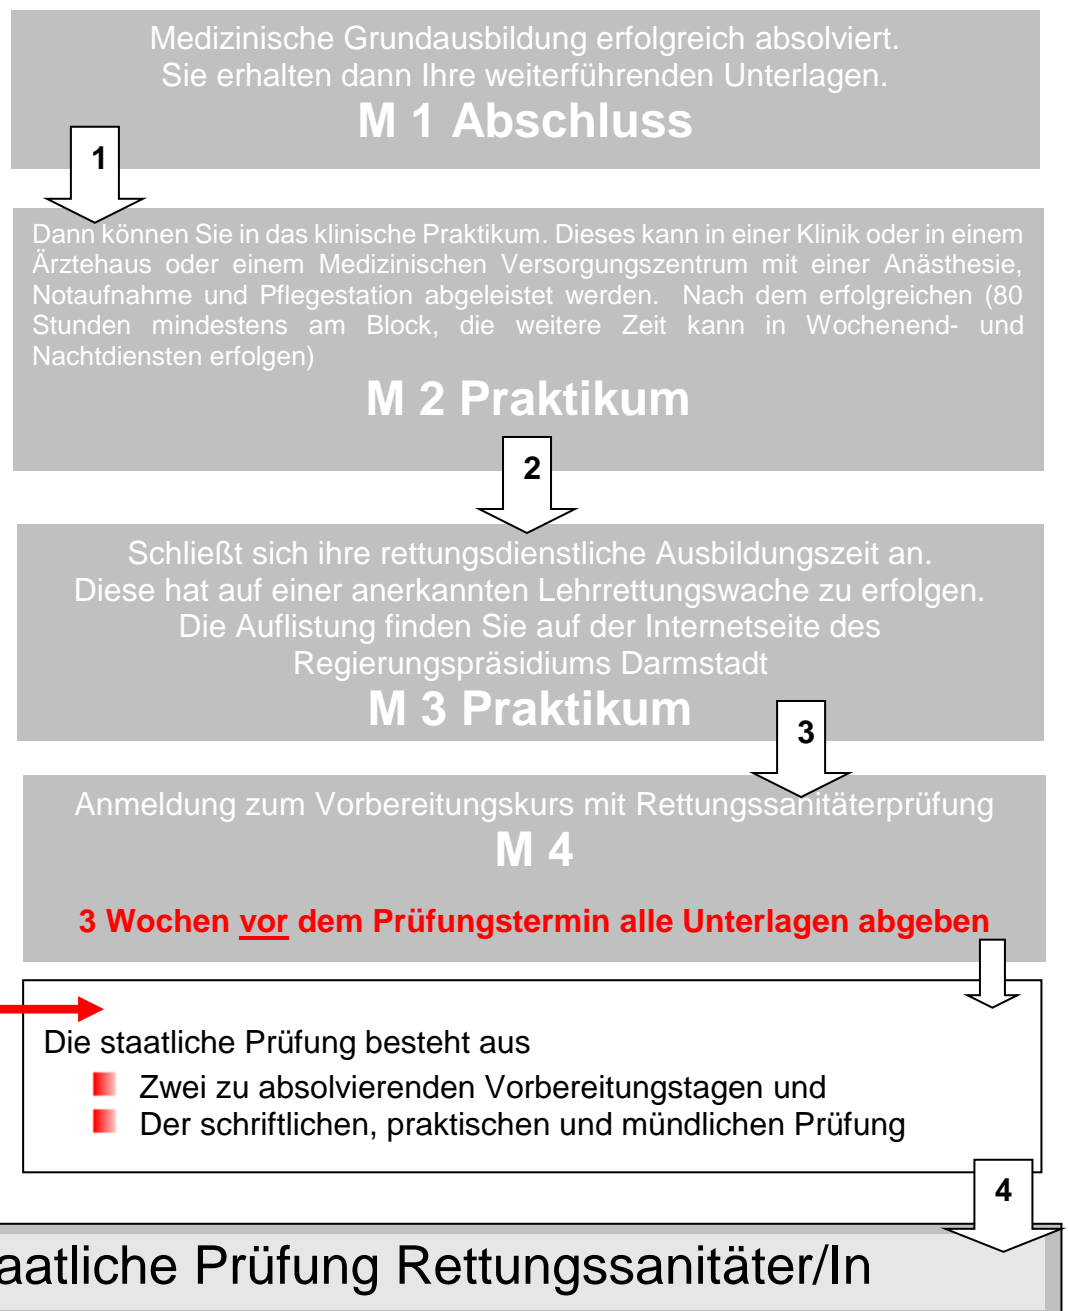 Medizinische Grundausbildung erfolgreich absolviert.
Sie erhalten dann Ihre weiterführenden Unterlagen.
M 1 Abschluss
1
Dann können Sie in das klinische Praktikum. Dieses kann in einer Klinik oder in einem
Ärztehaus oder einem Medizinischen Versorgungszentrum mit einer Anästhesie,
Notaufnahme und Pflegestation abgeleistet werden. Nach dem erfolgreichen (80
Stunden mindestens am Block, die weitere Zeit kann in Wochenend- und
Nachtdiensten erfolgen)
M 2 Praktikum
2
Schließt sich ihre rettungsdienstliche Ausbildungszeit an.
Diese hat auf einer anerkannten Lehrrettungswache zu erfolgen.
Die Auflistung finden Sie auf der Internetseite des
Regierungspräsidiums Darmstadt
M 3 Praktikum
3
Anmeldung zum Vorbereitungskurs mit Rettungssanitäterprüfung
M 4
3 Wochen vor dem Prüfungstermin alle Unterlagen abgeben
Die staatliche Prüfung besteht aus
Zwei zu absolvierenden Vorbereitungstagen und
Der schriftlichen, praktischen und mündlichen Prüfung
4
aatliche Prüfung Rettungssanitäter/In